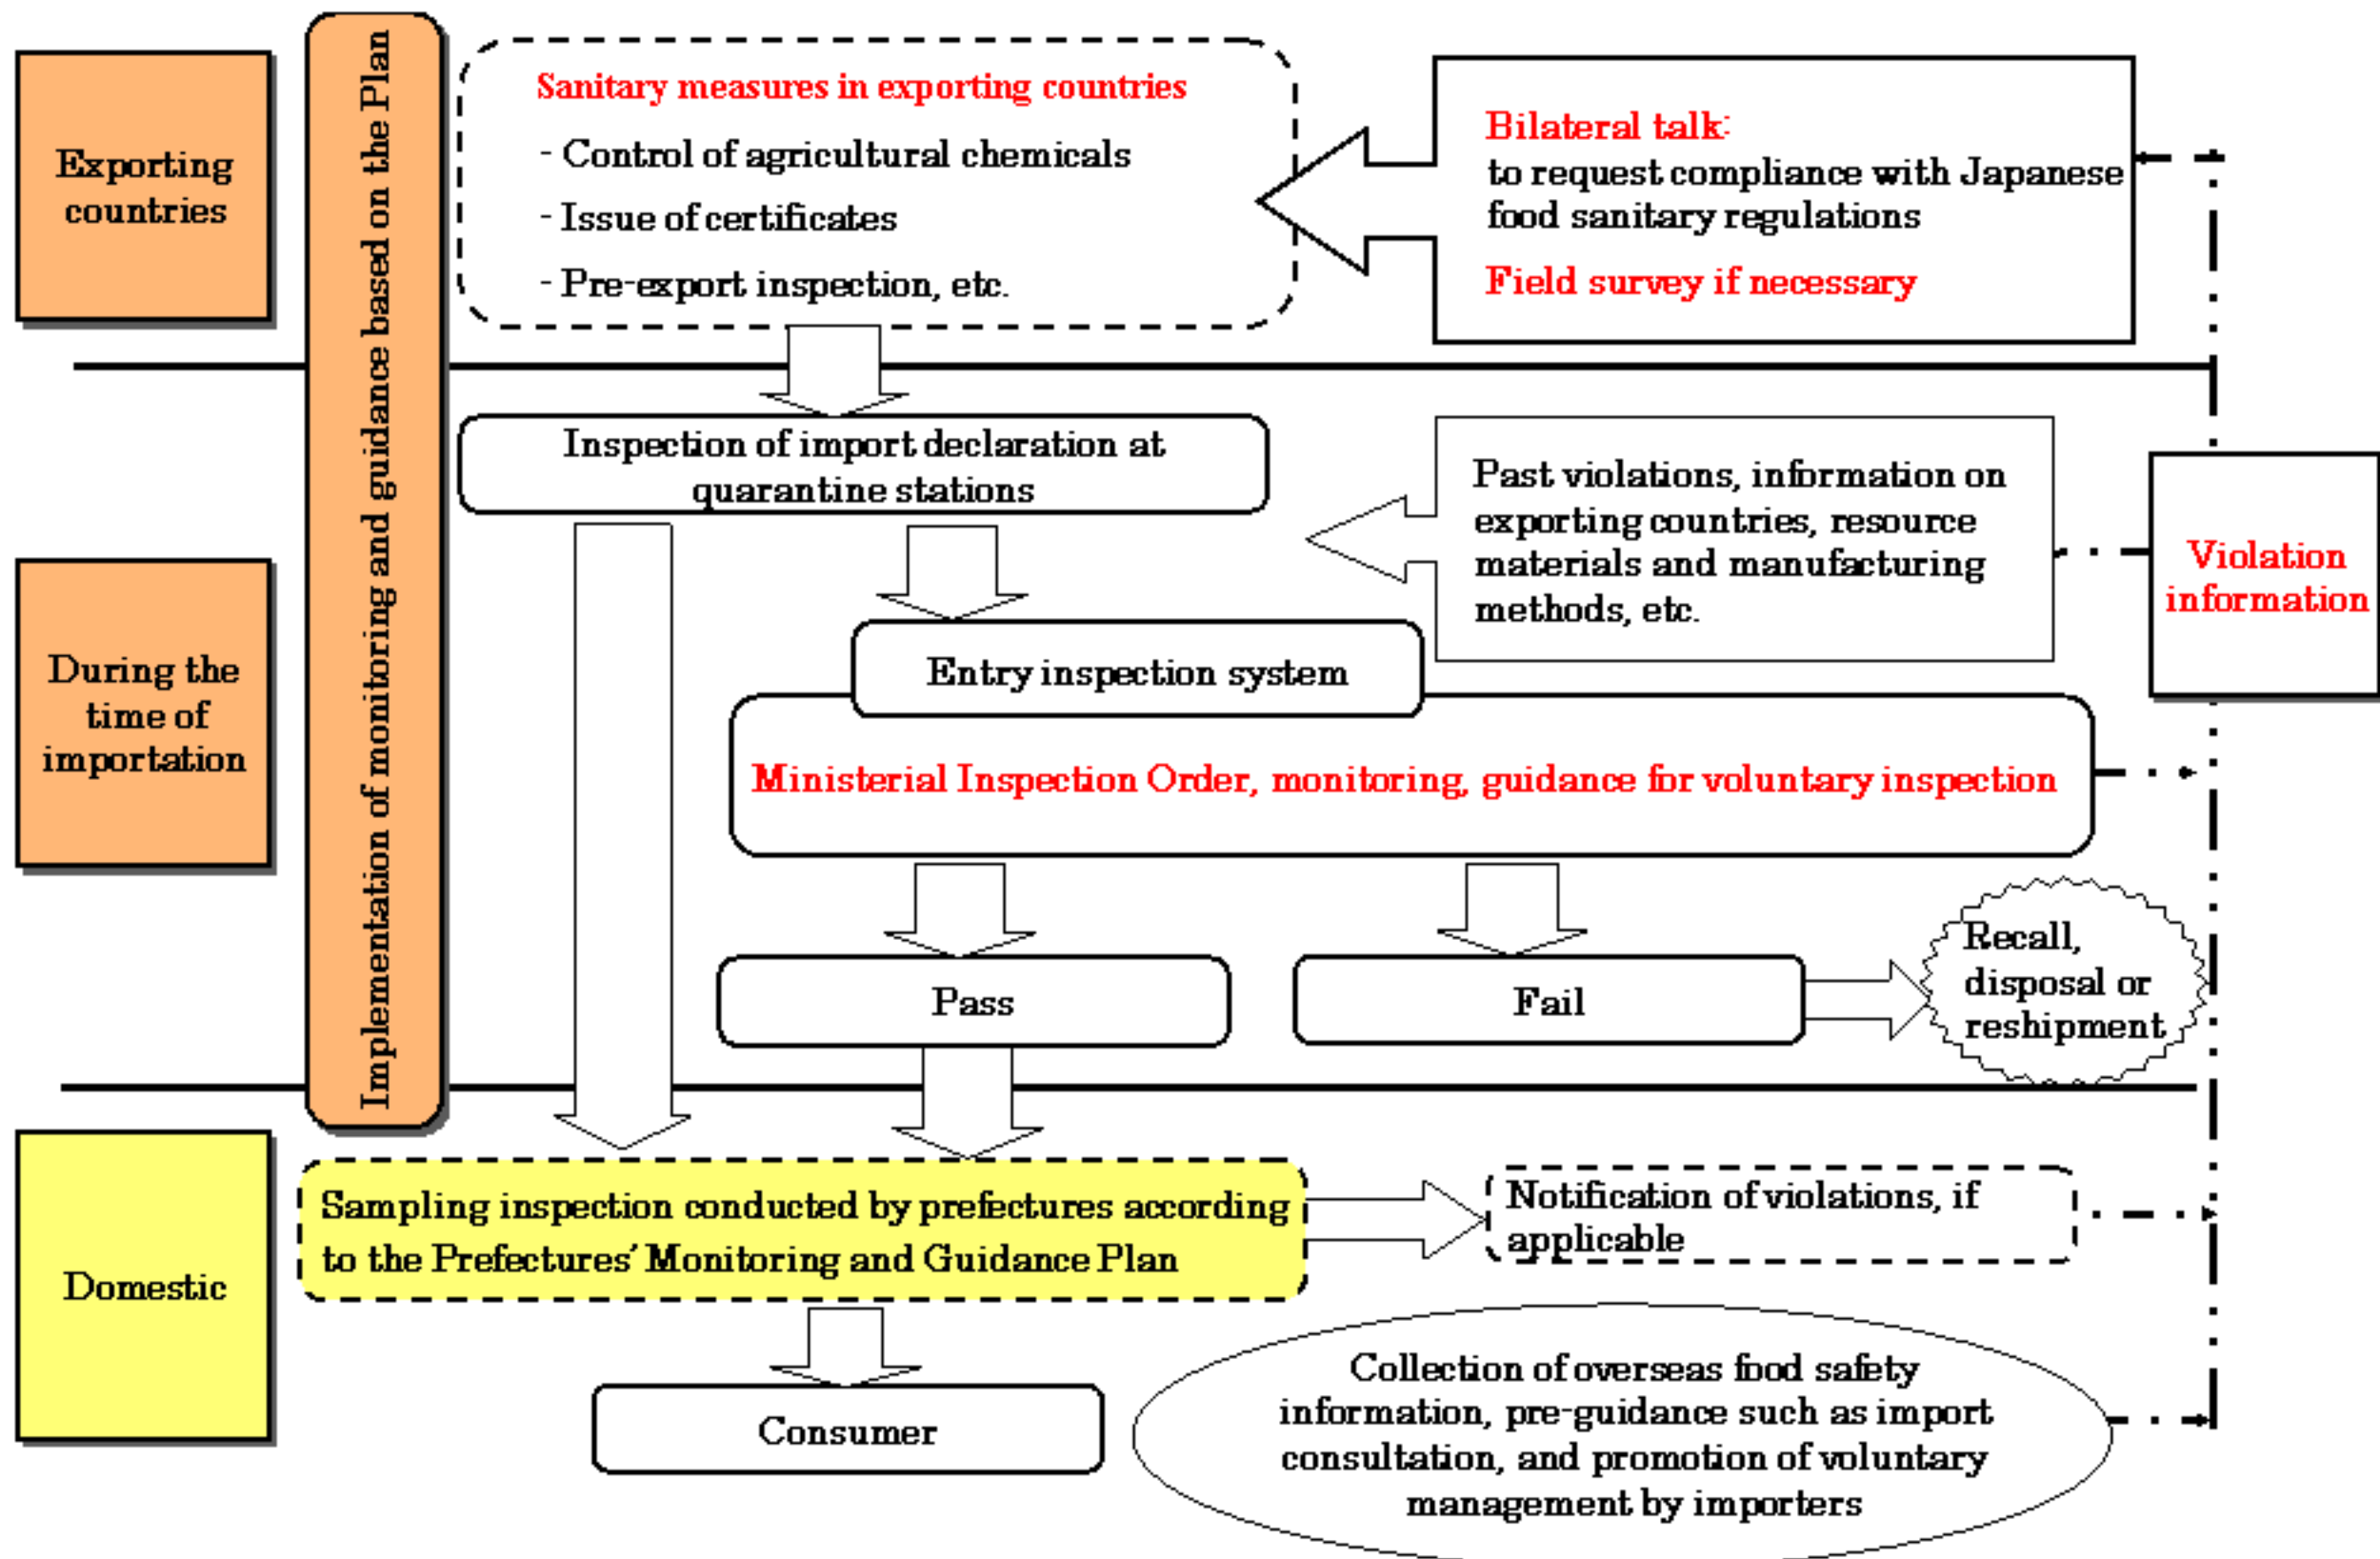 Exporting
countries
Implementation of monitoring and guidance based on the Plan
Sanitary measures in exporting countries
- Control of agricultural chemicals
- Issue of certificates
- Pre-export inspection, etc.
Bilateral talk:
to request compliance with Japanese
food sanitary regulations
Field survey if necessary
During the
time of
importation
Inspection of import declaration at
quarantine stations
Past violations, information on
exporting countries, resource
materials and manufacturing
methods, etc.
Violation
information
Entry inspection system
Ministerial Inspection Order, monitoring, guidance for voluntary inspection
Pass
Fail
Recall,
disposal or
reshipment
Domestic
Sampling inspection conducted by prefectures according
to the Prefectures' Monitoring and Guidance Plan
Notification of violations, if
applicable
Consumer
Collection of overseas food safety
information, pre-guidance such as import
consultation, and promotion of voluntary
management by importers